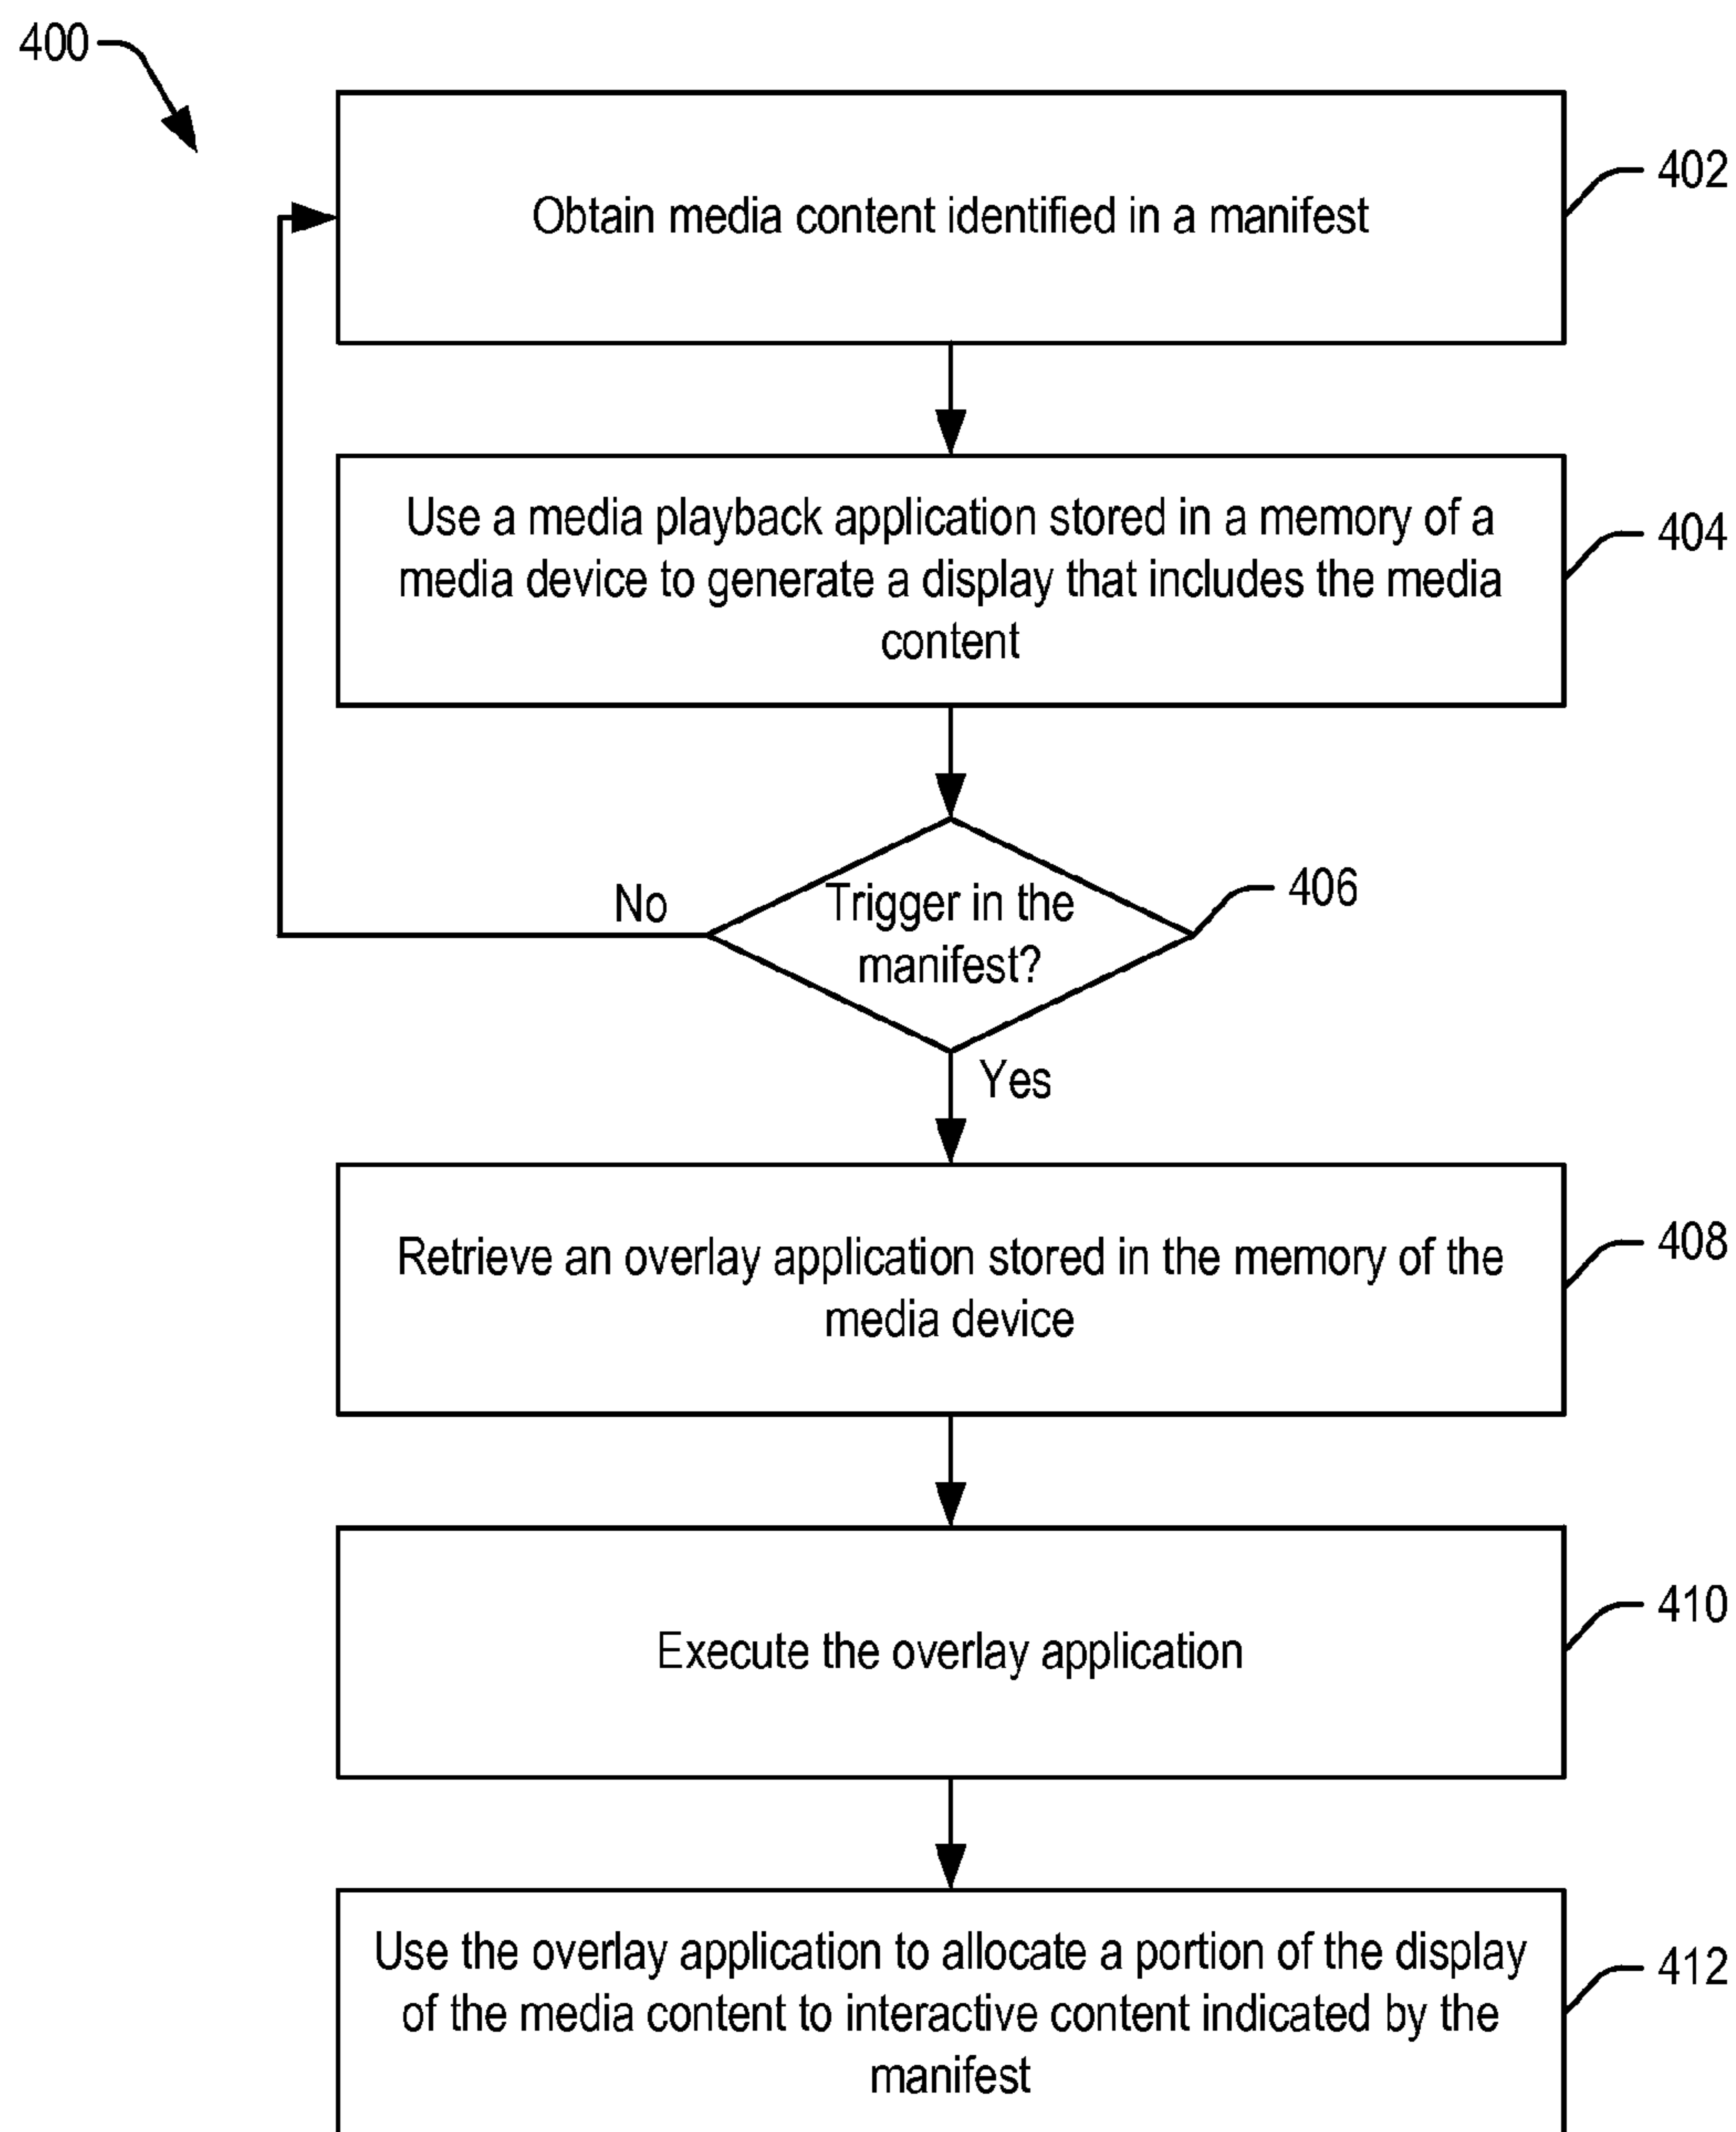 400
Obtain media content identified in a manifest
402
Use a media playback application stored in a memory of a
media device to generate a display that includes the media
content
404
Trigger in the
manifest?
406
No
Yes
Retrieve an overlay application stored in the memory of the
media device
408
Execute the overlay application
410
Use the overlay application to allocate a portion of the display
of the media content to interactive content indicated by the
manifest
412